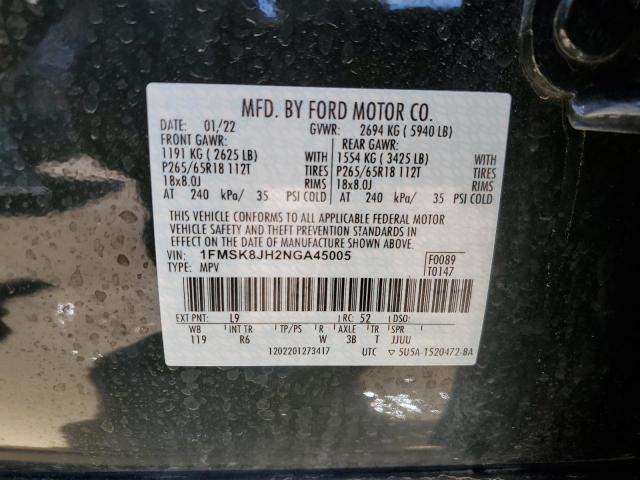 MFD. BY FORD MOTOR CO.
DATE: 01/22 GVWR: 2694 KG ( 5940 LB)
FRONT GAWR: REAR GAWR:
1191 KG ( 2625 LB) WITH 1554 KG ( 3425 LB) WITH
P265/65R18 112T TIRES P265/65R18 112T TIRES
18x8.0J RIMS 18x8.0J RIMS
AT 240 kPa/ 35 PSI COLD AT 240 kPa/ 35 PSI COLD
THIS VEHICLE CONFORMS TO ALL APPLICABLE FEDERAL MOTOR
VEHICLE SAFETY AND THEFT PREVENTION STANDARDS IN
EFFECT ON THE DATE OF MANUFACTURE SHOWN ABOVE.
VIN: 1FMSK8JH2NGA45005 F0089
TYPE: MPV T0147
EXT PNT: L9 RC: 52 DSO:
WB INT TR TP/PS R AXLE TR SPR
119 R6 W 3B T JJUU
1202201273417 UTC ▽5U5A-1520472-BA